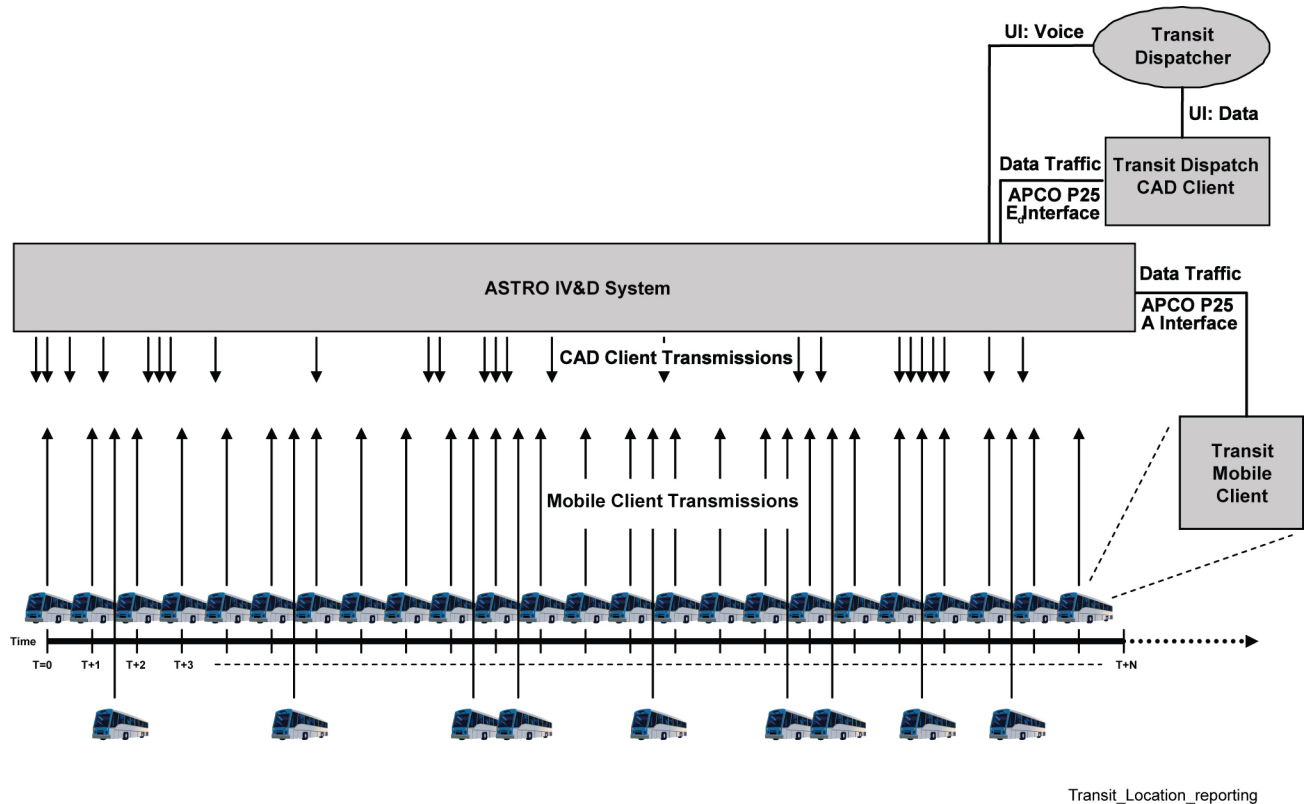 UI: Voice
Transit
Dispatcher
UI: Data
Data Traffic
APCO P25
Ed Interface
Transit Dispatch
CAD Client
ASTRO IV&D System
Data Traffic
APCO P25
A Interface
CAD Client Transmissions
Transit
Mobile
Client
Mobile Client Transmissions
Time
T=0
T+1
T+2
T+3
T+N
Transit_Location_reporting